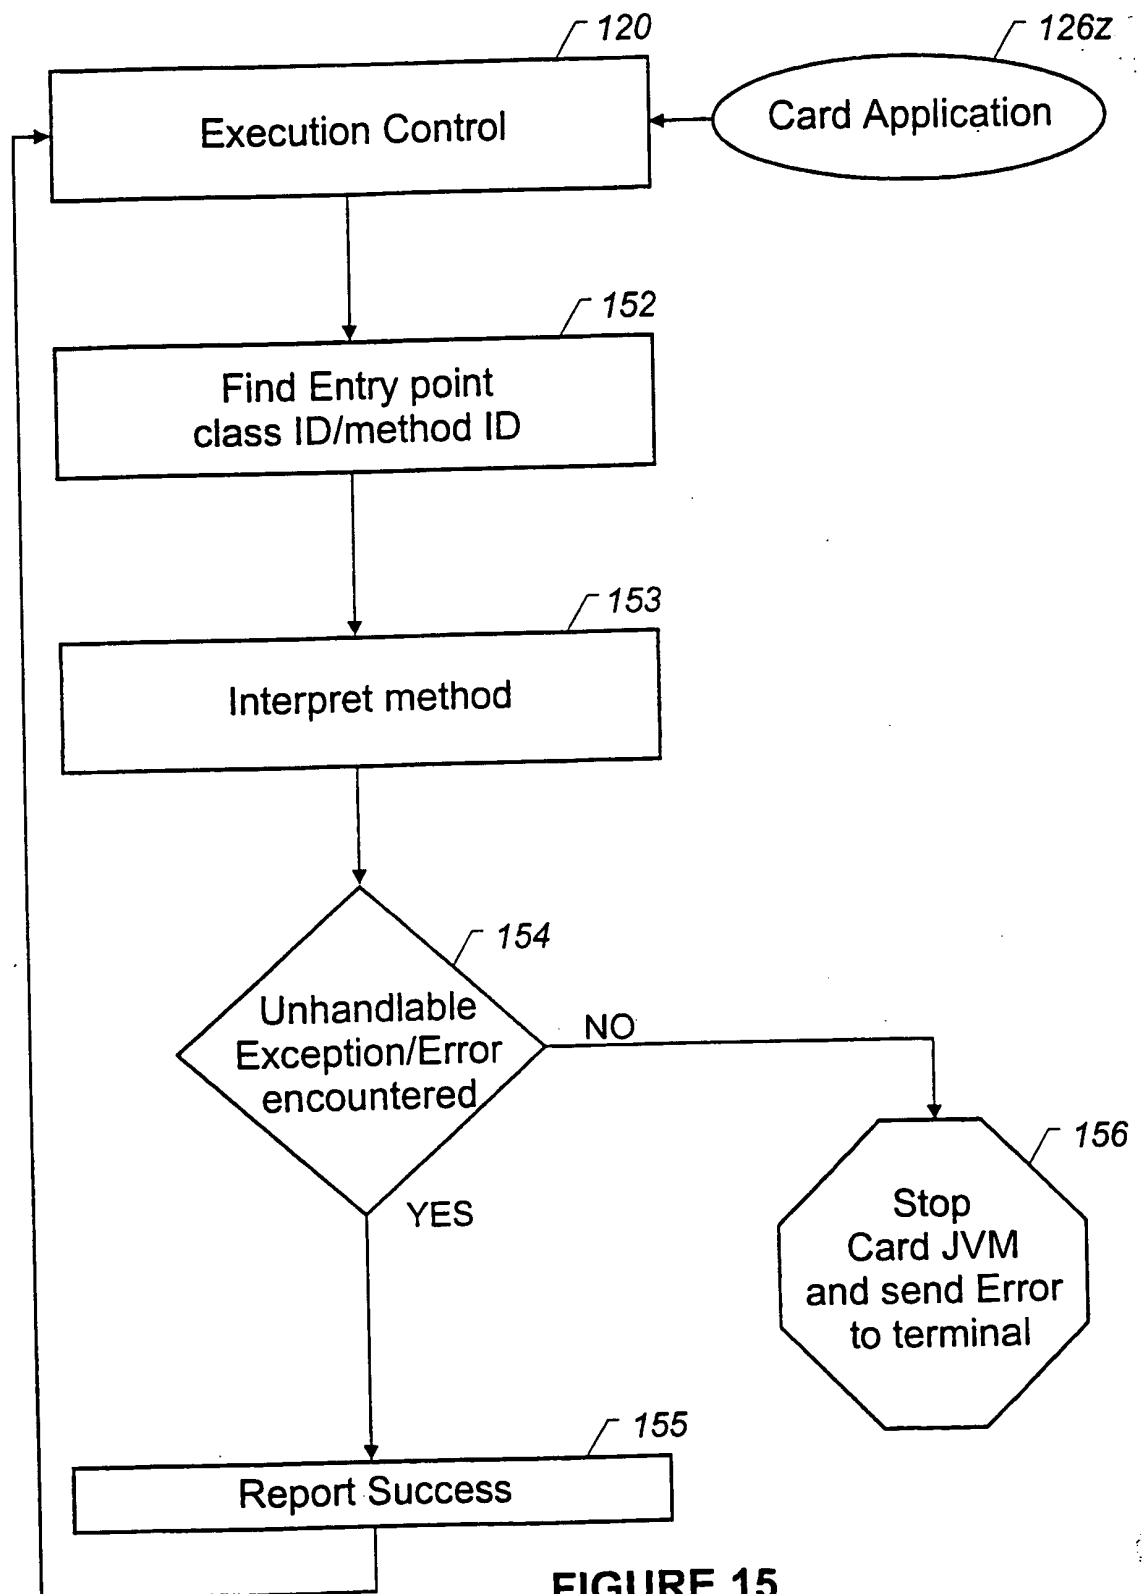 120
126z
Execution Control
Card Application
152
Find Entry point
class ID/method ID
153
Interpret method
154
Unhandlable
Exception/Error
encountered
NO
YES
156
Stop
Card JVM
and send Error
to terminal
155
Report Success
FIGURE 15